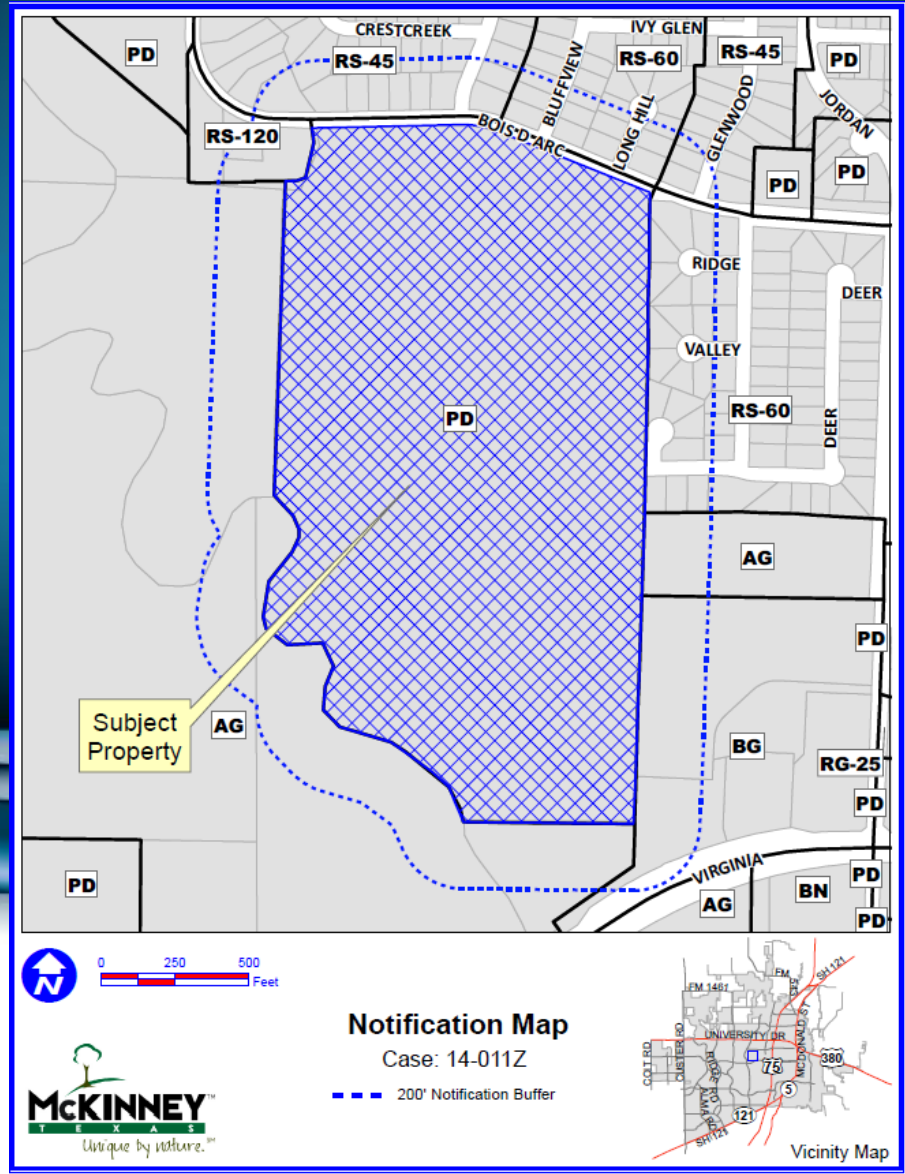 CRESTCREEK
IVY GLEN
PD
RS-45
RS-60
RS-45
PD
BLUFFVIEW
JORDAN
RS-120
BOIS D' ARC
LONG HILL
GLENWOOD
PD
PD
RIDGE
DEER
VALLEY
RS-60
PD
DEER
AG
PD
Subject
Property
AG
BG
RG-25
PD
VIRGINIA
PD
PD
AG
BN
PD
N
0 250 500
Feet
Notification Map
Case: 14-011Z
200' Notification Buffer
McKINNEY™
TEXAS
Unique by nature.℠
SH 121
FM
543
FM 1461
CUSTER RD
COIT RD
UNIVERSITY DR
MCDONALD ST
380
75
RIDGE RD
ALMA RD
5
121
SH 121
Vicinity Map